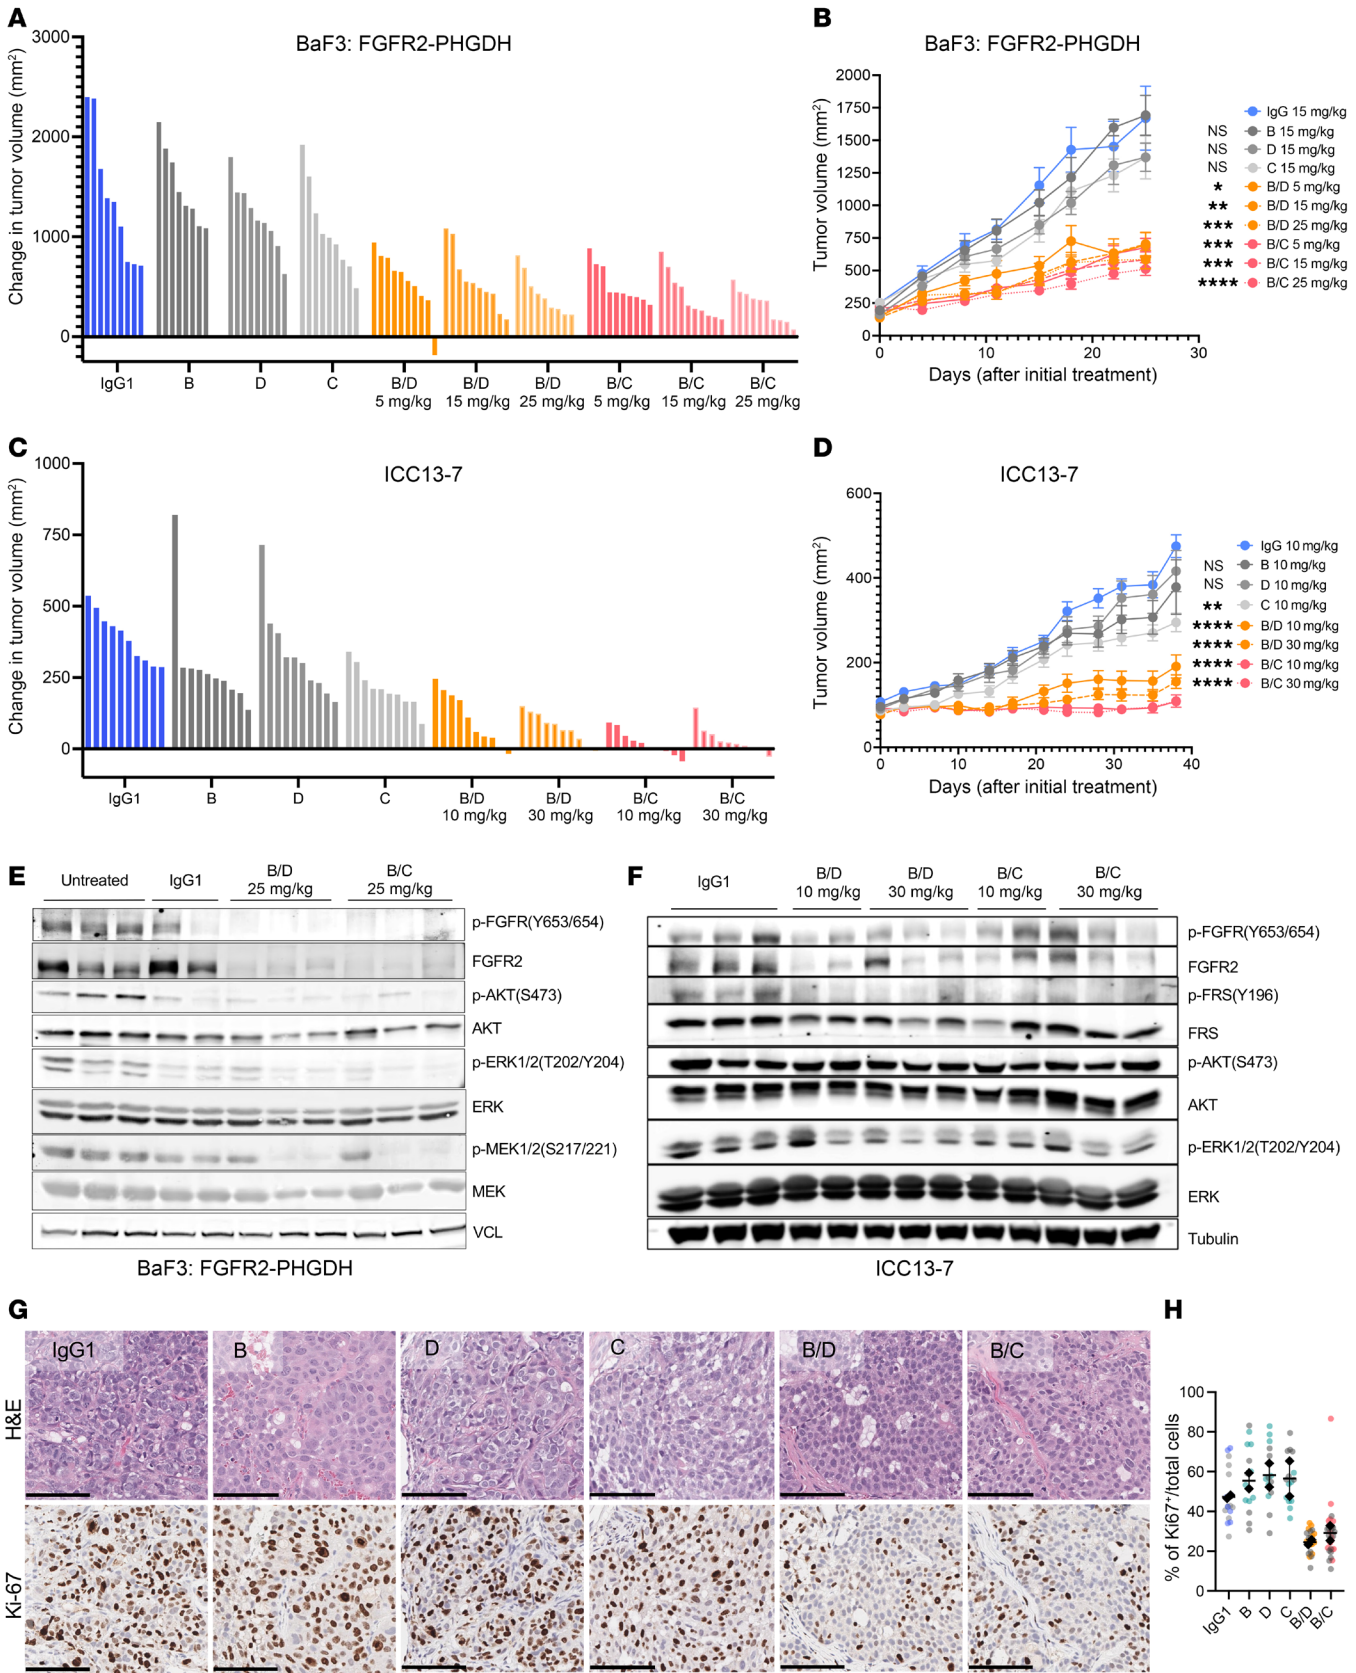 A
BaF3: FGFR2-PHGDH
Change in tumor volume (mm²)
3000
2000
1000
0
IgG1
B
D
C
B/D
5 mg/kg
B/D
15 mg/kg
B/D
25 mg/kg
B/C
5 mg/kg
B/C
15 mg/kg
B/C
25 mg/kg
B
BaF3: FGFR2-PHGDH
Tumor volume (mm²)
2000
1750
1500
1250
1000
750
500
250
0
0
10
20
30
Days (after initial treatment)
IgG 15 mg/kg
NS B 15 mg/kg
NS D 15 mg/kg
NS C 15 mg/kg
* B/D 5 mg/kg
** B/D 15 mg/kg
*** B/D 25 mg/kg
*** B/C 5 mg/kg
*** B/C 15 mg/kg
**** B/C 25 mg/kg
C
ICC13-7
Change in tumor volume (mm²)
1000
750
500
250
0
IgG1
B
D
C
B/D
10 mg/kg
B/D
30 mg/kg
B/C
10 mg/kg
B/C
30 mg/kg
D
ICC13-7
Tumor volume (mm²)
600
400
200
0
0
10
20
30
40
Days (after initial treatment)
IgG 10 mg/kg
NS B 10 mg/kg
NS D 10 mg/kg
** C 10 mg/kg
**** B/D 10 mg/kg
**** B/D 30 mg/kg
**** B/C 10 mg/kg
**** B/C 30 mg/kg
E
Untreated
IgG1
B/D
25 mg/kg
B/C
25 mg/kg
p-FGFR(Y653/654)
FGFR2
p-AKT(S473)
AKT
p-ERK1/2(T202/Y204)
ERK
p-MEK1/2(S217/221)
MEK
VCL
BaF3: FGFR2-PHGDH
F
IgG1
B/D
10 mg/kg
B/D
30 mg/kg
B/C
10 mg/kg
B/C
30 mg/kg
p-FGFR(Y653/654)
FGFR2
p-FRS(Y196)
FRS
p-AKT(S473)
AKT
p-ERK1/2(T202/Y204)
ERK
Tubulin
ICC13-7
G
H&E
IgG1
B
D
C
B/D
B/C
Ki-67
H
% of Ki67⁺/total cells
100
80
60
40
20
0
IgG1
B
D
C
B/D
B/C